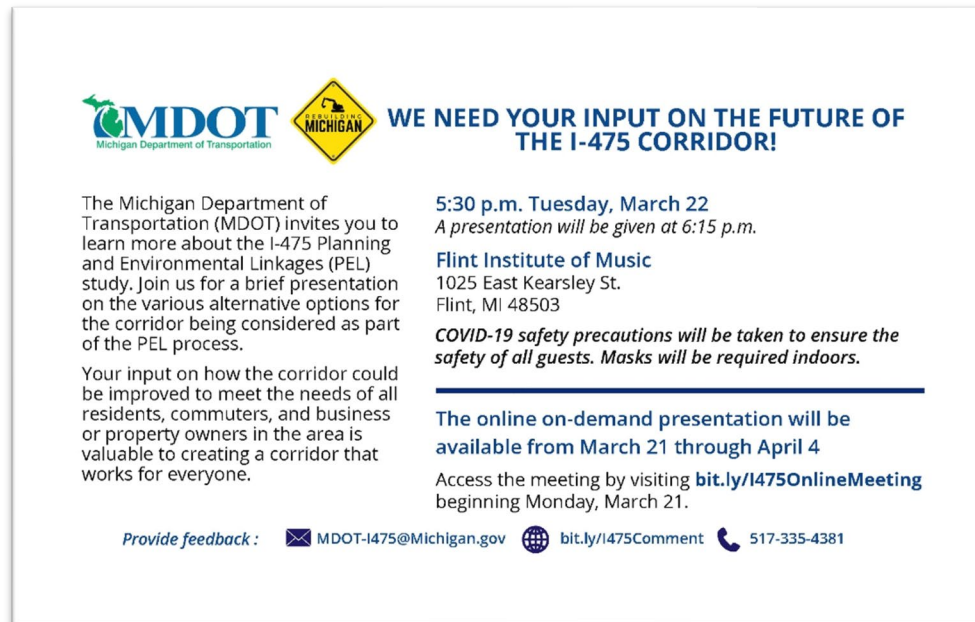 MDOT
Michigan Department of Transportation
REBUILDING
MICHIGAN
WE NEED YOUR INPUT ON THE FUTURE OF
THE I-475 CORRIDOR!
The Michigan Department of
Transportation (MDOT) invites you to
learn more about the I-475 Planning
and Environmental Linkages (PEL)
study. Join us for a brief presentation
on the various alternative options for
the corridor being considered as part
of the PEL process.
Your input on how the corridor could
be improved to meet the needs of all
residents, commuters, and business
or property owners in the area is
valuable to creating a corridor that
works for everyone.
5:30 p.m. Tuesday, March 22
A presentation will be given at 6:15 p.m.
Flint Institute of Music
1025 East Kearsley St.
Flint, MI 48503
COVID-19 safety precautions will be taken to ensure the
safety of all guests. Masks will be required indoors.
The online on-demand presentation will be
available from March 21 through April 4
Access the meeting by visiting bit.ly/I475OnlineMeeting
beginning Monday, March 21.
Provide feedback : MDOT-I475@Michigan.gov bit.ly/I475Comment 517-335-4381